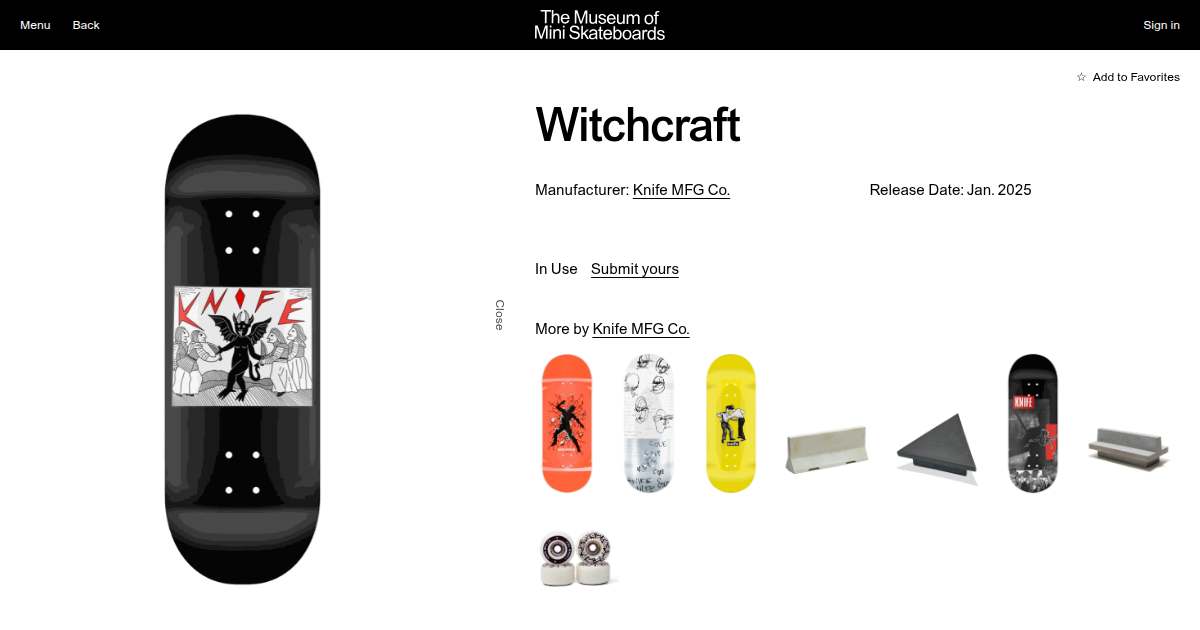 Menu
Back
The Museum of
Mini Skateboards
Sign in
☆ Add to Favorites
Witchcraft
Manufacturer: Knife MFG Co.
Release Date: Jan. 2025
KNIFE
In Use
Submit yours
Close
More by Knife MFG Co.
KNIFE